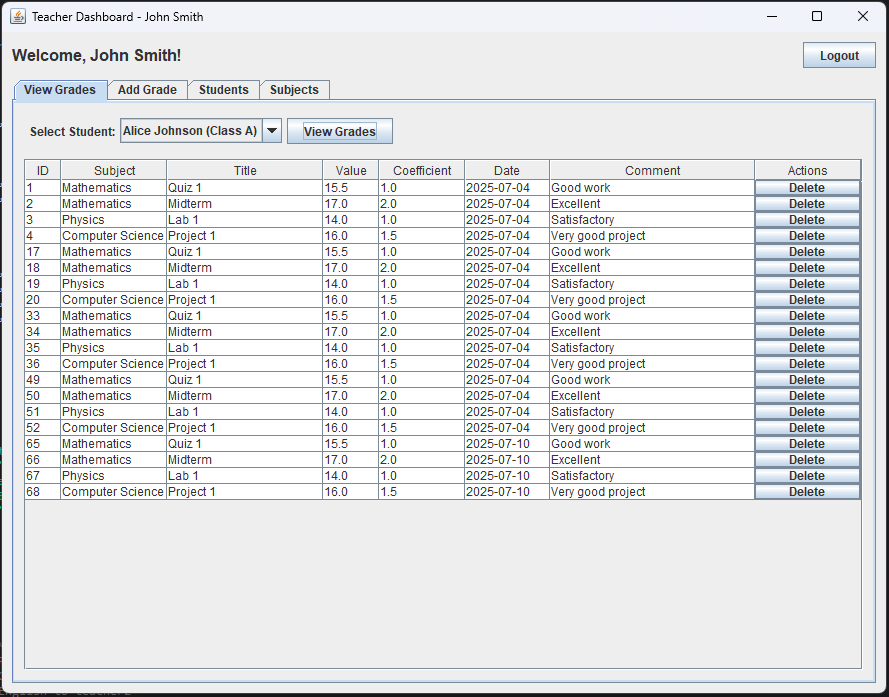 Teacher Dashboard - John Smith
Welcome, John Smith!
Logout
View Grades Add Grade Students Subjects
Select Student: Alice Johnson (Class A) View Grades
ID Subject Title Value Coefficient Date Comment Actions
1 Mathematics Quiz 1 15.5 1.0 2025-07-04 Good work Delete
2 Mathematics Midterm 17.0 2.0 2025-07-04 Excellent Delete
3 Physics Lab 1 14.0 1.0 2025-07-04 Satisfactory Delete
4 Computer Science Project 1 16.0 1.5 2025-07-04 Very good project Delete
17 Mathematics Quiz 1 15.5 1.0 2025-07-04 Good work Delete
18 Mathematics Midterm 17.0 2.0 2025-07-04 Excellent Delete
19 Physics Lab 1 14.0 1.0 2025-07-04 Satisfactory Delete
20 Computer Science Project 1 16.0 1.5 2025-07-04 Very good project Delete
33 Mathematics Quiz 1 15.5 1.0 2025-07-04 Good work Delete
34 Mathematics Midterm 17.0 2.0 2025-07-04 Excellent Delete
35 Physics Lab 1 14.0 1.0 2025-07-04 Satisfactory Delete
36 Computer Science Project 1 16.0 1.5 2025-07-04 Very good project Delete
49 Mathematics Quiz 1 15.5 1.0 2025-07-04 Good work Delete
50 Mathematics Midterm 17.0 2.0 2025-07-04 Excellent Delete
51 Physics Lab 1 14.0 1.0 2025-07-04 Satisfactory Delete
52 Computer Science Project 1 16.0 1.5 2025-07-04 Very good project Delete
65 Mathematics Quiz 1 15.5 1.0 2025-07-10 Good work Delete
66 Mathematics Midterm 17.0 2.0 2025-07-10 Excellent Delete
67 Physics Lab 1 14.0 1.0 2025-07-10 Satisfactory Delete
68 Computer Science Project 1 16.0 1.5 2025-07-10 Very good project Delete